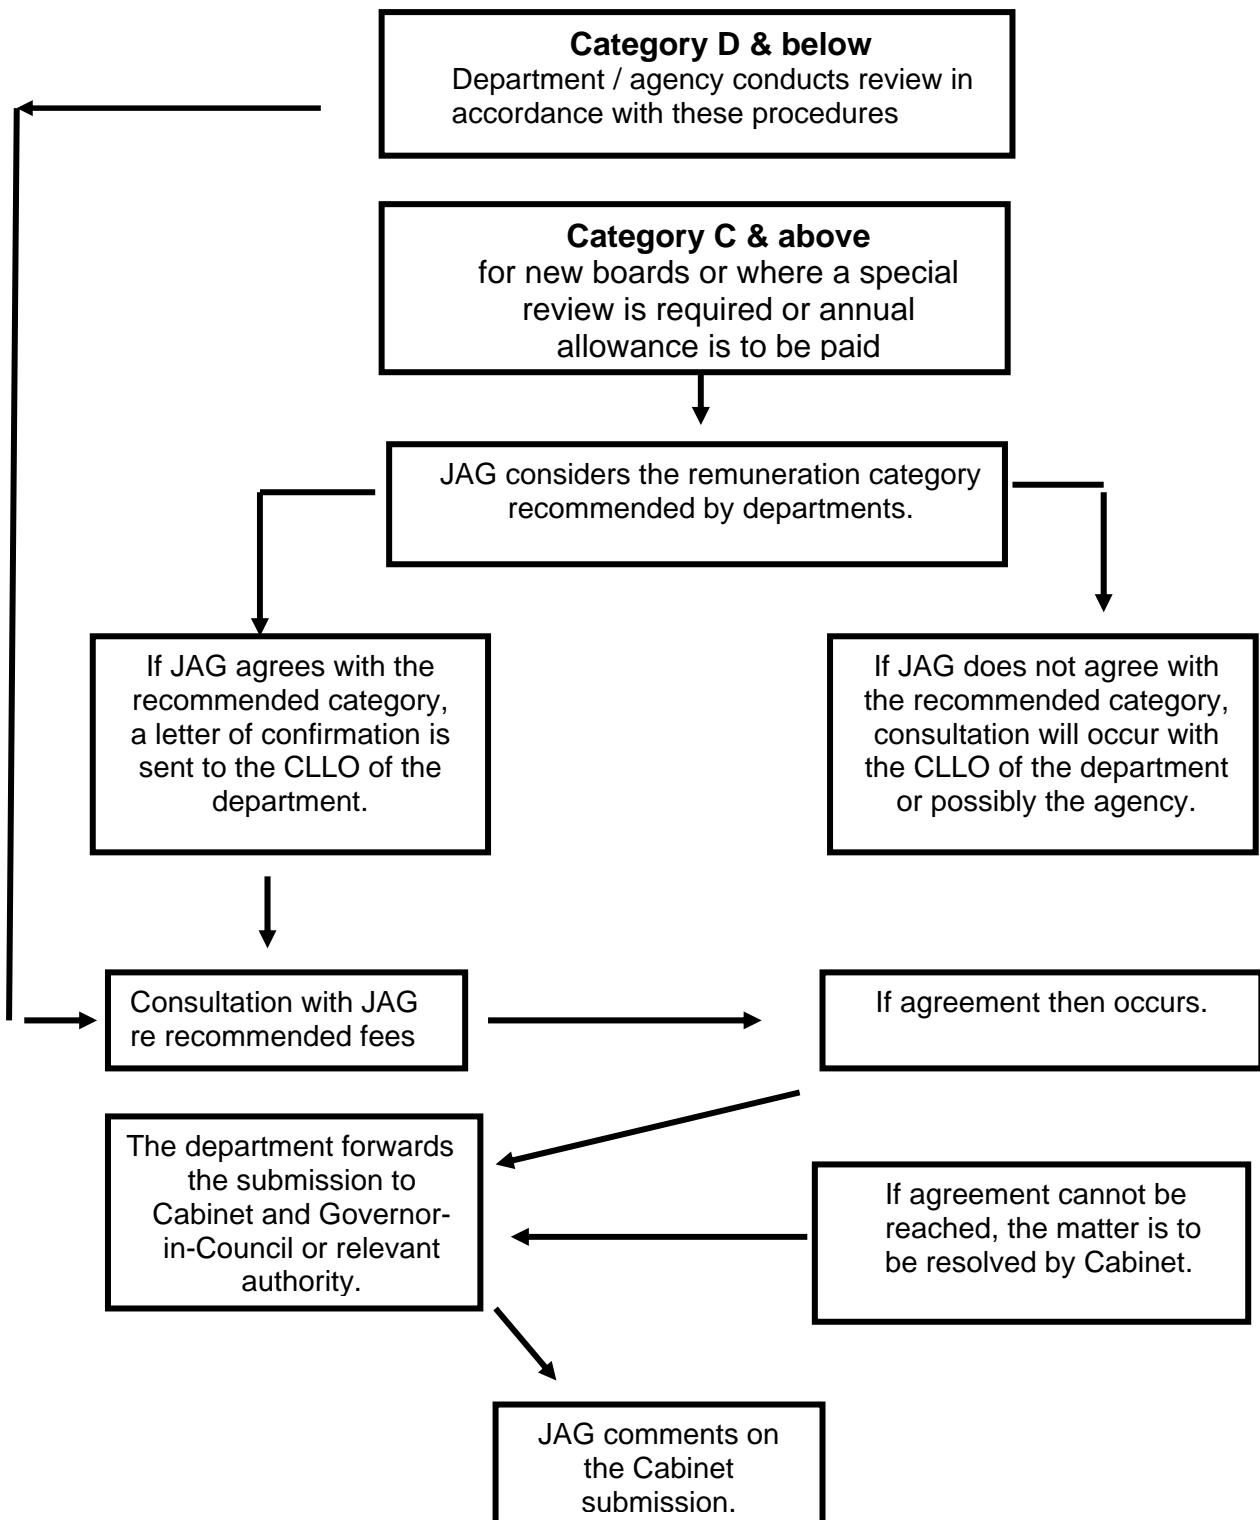 Category D & below
Department / agency conducts review in
accordance with these procedures
Category C & above
for new boards or where a special
review is required or annual
allowance is to be paid
JAG considers the remuneration category
recommended by departments.
If JAG agrees with the
recommended category,
a letter of confirmation is
sent to the CLLO of the
department.
If JAG does not agree with
the recommended category,
consultation will occur with
the CLLO of the department
or possibly the agency.
Consultation with JAG
re recommended fees
If agreement then occurs.
The department forwards
the submission to
Cabinet and Governor-
in-Council or relevant
authority.
If agreement cannot be
reached, the matter is to
be resolved by Cabinet.
JAG comments on
the Cabinet
submission.